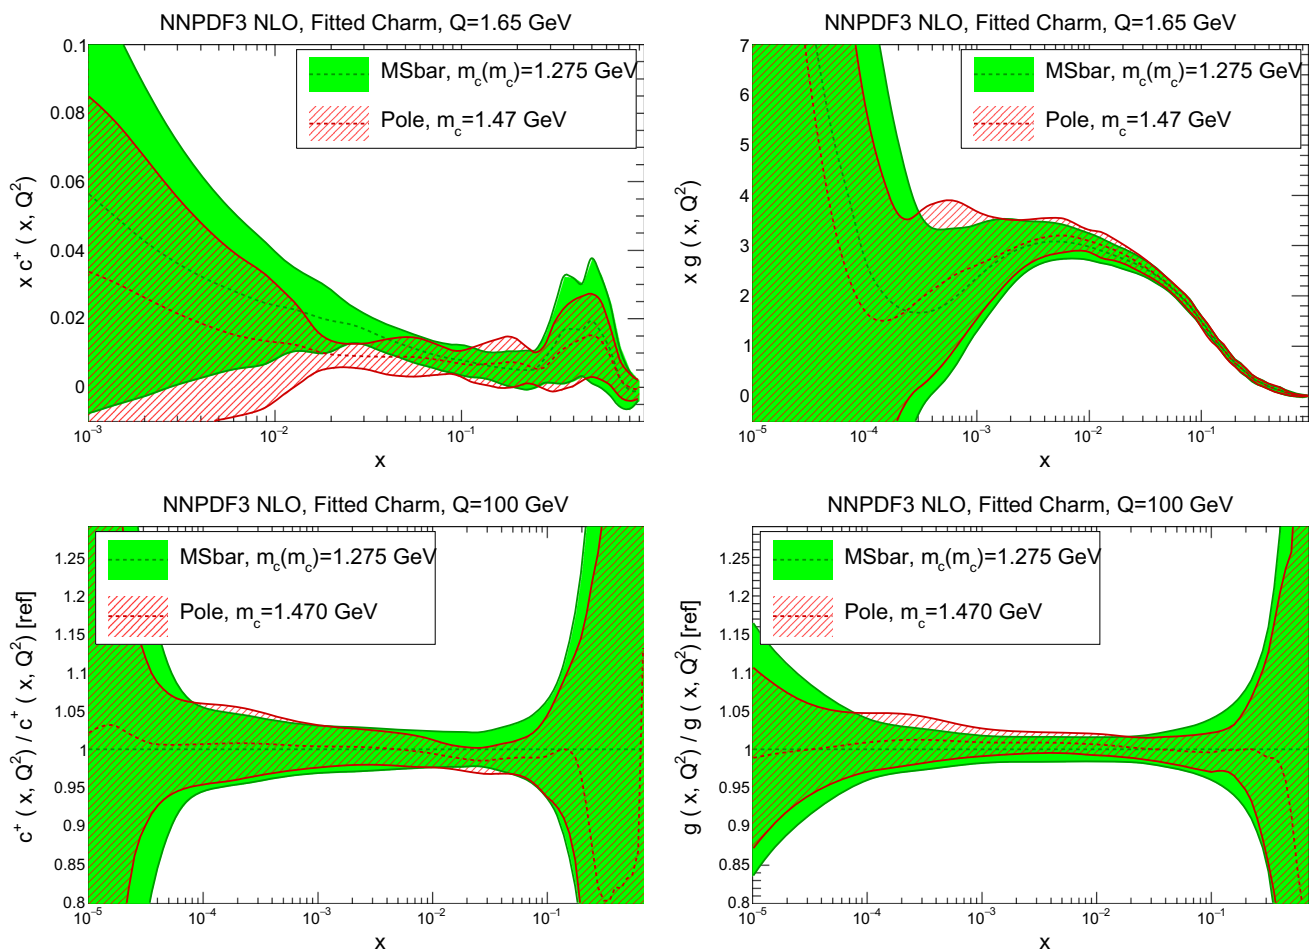 NNPDF3 NLO, Fitted Charm, Q=1.65 GeV
MSbar, m_c(m_c)=1.275 GeV
Pole, m_c=1.47 GeV
x c⁺ ( x, Q²)
0.1
0.08
0.06
0.04
0.02
0
10⁻³
10⁻²
10⁻¹
x
NNPDF3 NLO, Fitted Charm, Q=1.65 GeV
MSbar, m_c(m_c)=1.275 GeV
Pole, m_c=1.47 GeV
x g ( x, Q²)
7
6
5
4
3
2
1
0
10⁻⁵
10⁻⁴
10⁻³
10⁻²
10⁻¹
x
NNPDF3 NLO, Fitted Charm, Q=100 GeV
MSbar, m_c(m_c)=1.275 GeV
Pole, m_c=1.470 GeV
c⁺ ( x, Q²) / c⁺ ( x, Q²) [ref]
1.25
1.2
1.15
1.1
1.05
1
0.95
0.9
0.85
0.8
10⁻⁵
10⁻⁴
10⁻³
10⁻²
10⁻¹
x
NNPDF3 NLO, Fitted Charm, Q=100 GeV
MSbar, m_c(m_c)=1.275 GeV
Pole, m_c=1.470 GeV
g ( x, Q²) / g ( x, Q²) [ref]
1.25
1.2
1.15
1.1
1.05
1
0.95
0.9
0.85
0.8
10⁻⁵
10⁻⁴
10⁻³
10⁻²
10⁻¹
x